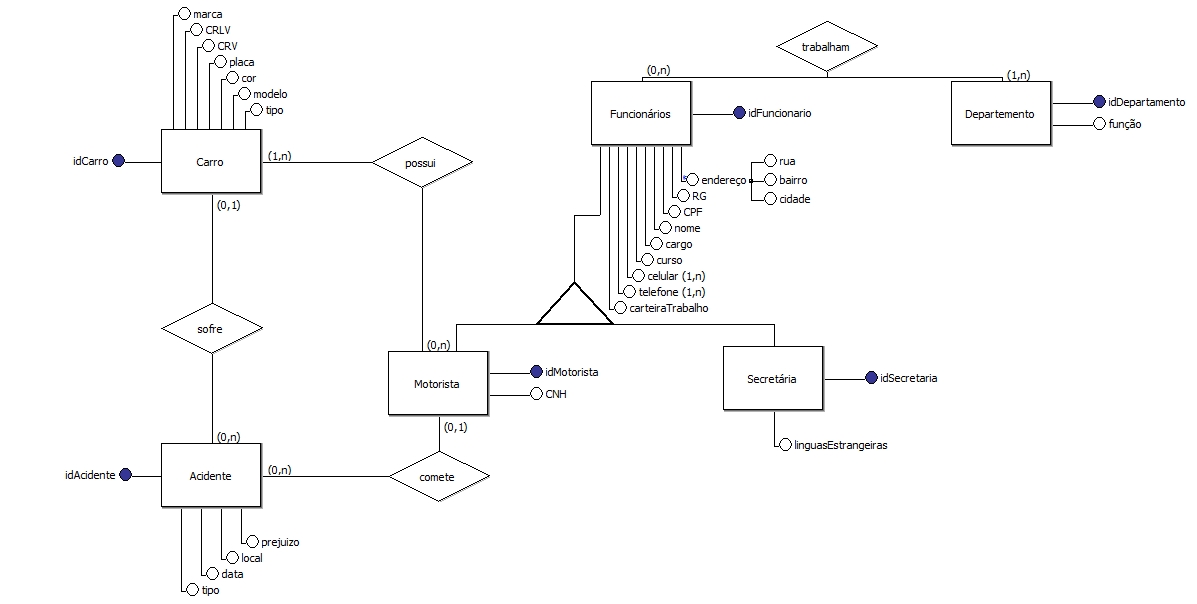 marca
CRLV
CRV
placa
cor
modelo
tipo
idCarro
Carro
(1,n)
(0,1)
possui
sofre
(0,n)
idAcidente
Acidente
(0,n)
prejuizo
local
data
tipo
trabalham
(0,n)
Funcionários
idFuncionario
(1,n)
Departemento
idDepartamento
função
endereço
rua
bairro
cidade
RG
CPF
nome
cargo
curso
celular (1,n)
telefone (1,n)
carteiraTrabalho
(0,n)
Motorista
idMotorista
CNH
(0,1)
comete
Secretária
idSecretaria
linguasEstrangeiras